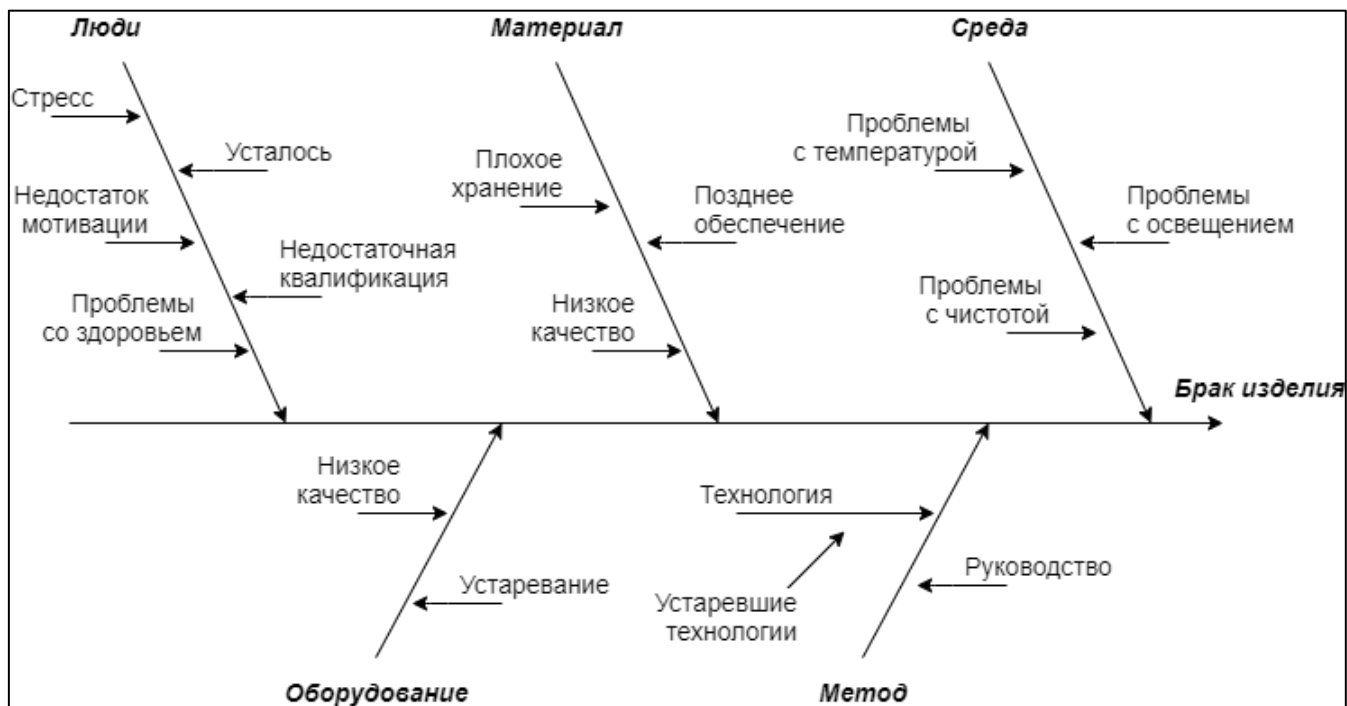 Люди
Материал
Среда
Стресс
Усталось
Недостаток
мотивации
Недостаточная
квалификация
Проблемы
со здоровьем
Плохое
хранение
Позднее
обеспечение
Низкое
качество
Проблемы
с температурой
Проблемы
с освещением
Проблемы
с чистотой
Брак изделия
Низкое
качество
Устаревание
Технология
Устаревшие
технологии
Руководство
Оборудование
Метод